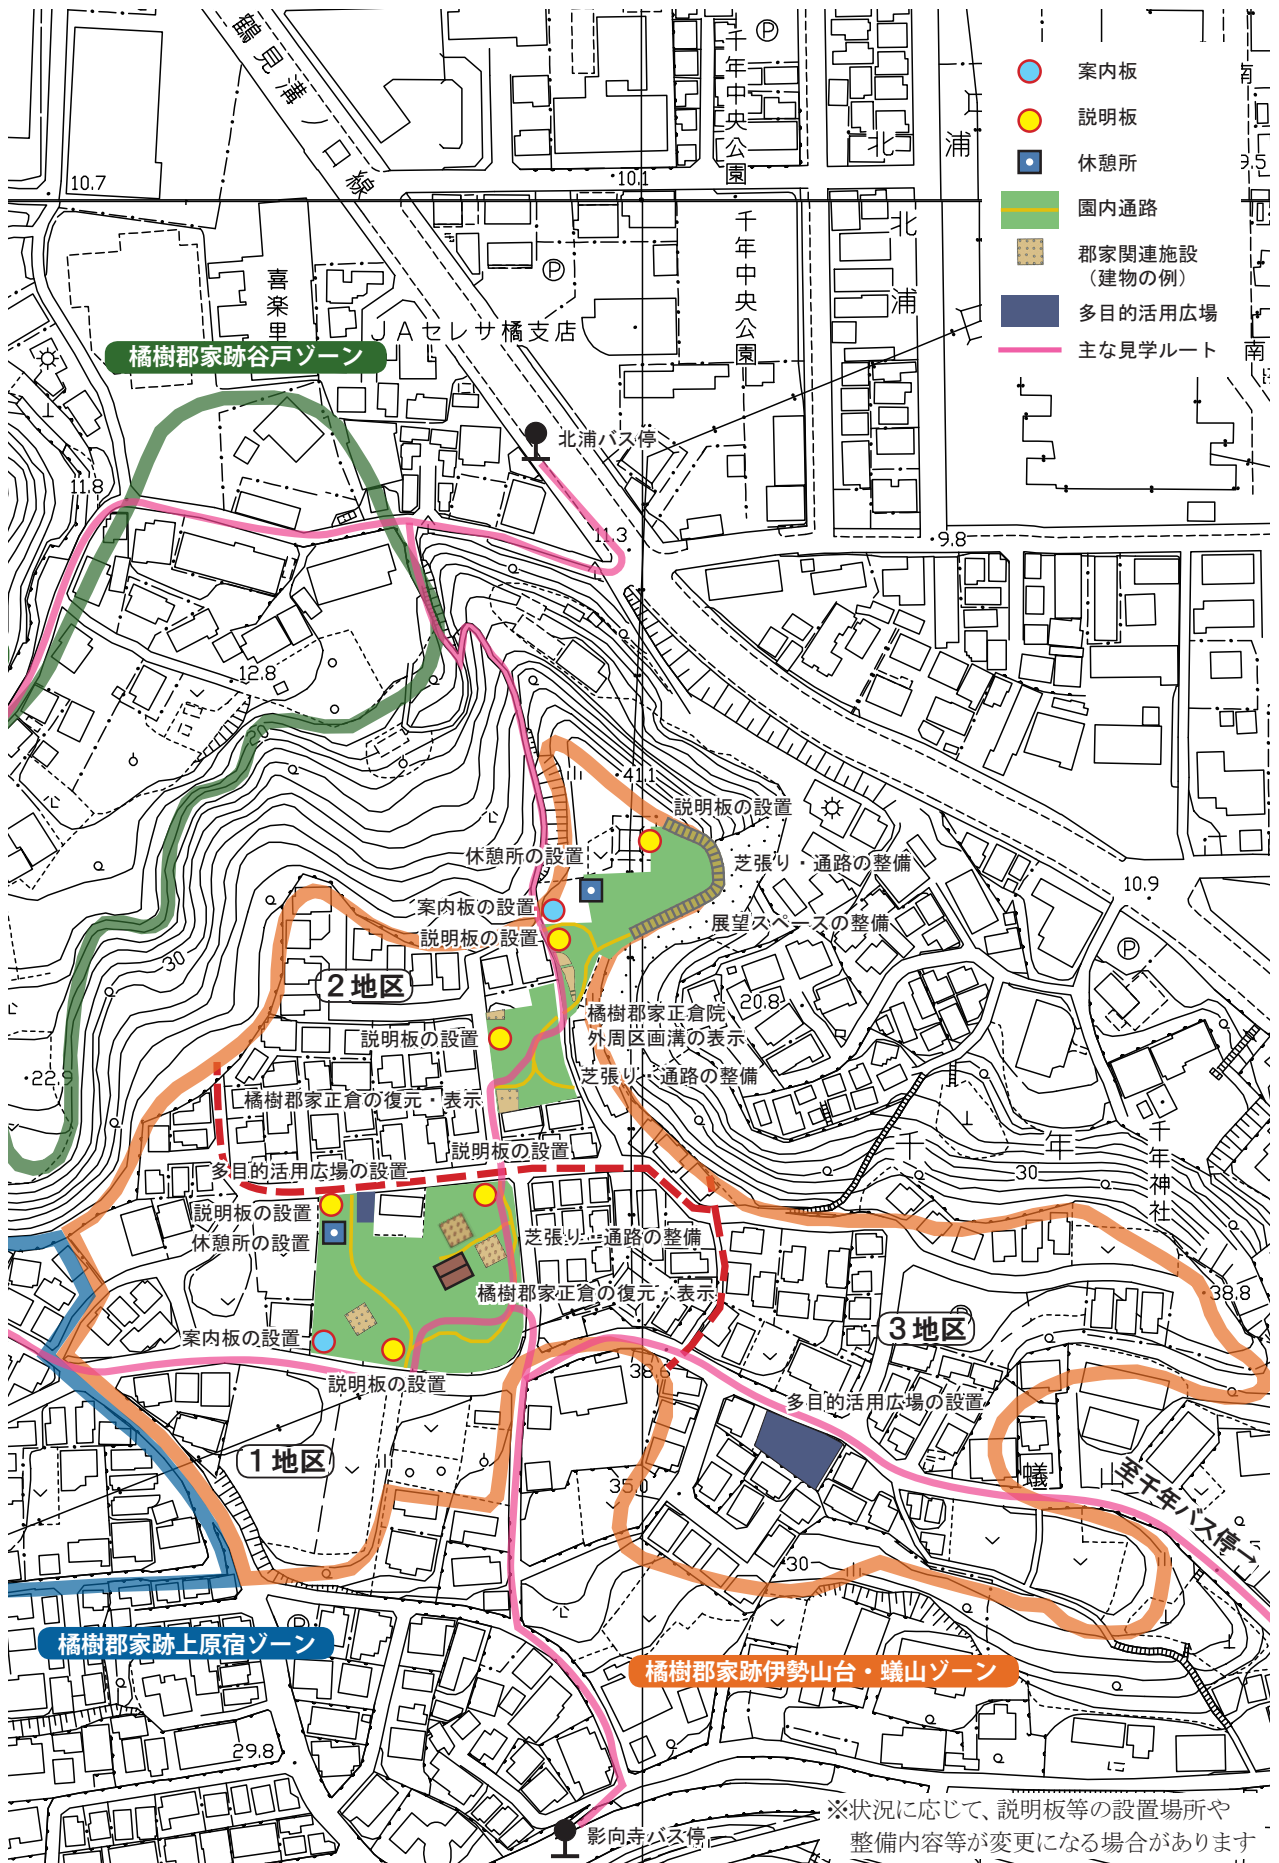 鶴見溝ノ口線
千年中央公園
Ⓟ
北浦
南
案内板
説明板
休憩所
園内通路
郡家関連施設
（建物の例）
多目的活用広場
主な見学ルート
10.7
10.1
9.5
喜楽里
Ⓟ
千年中央公園
北浦
南
JAセレサ橘支店
橘樹郡家跡谷戸ゾーン
北浦バス停
11.8
11.3
9.8
12.8
20
41.1
説明板の設置
休憩所の設置
芝張り・通路の整備
10.9
案内板の設置
展望スペースの整備
説明板の設置
Ⓟ
30
2地区
20.8
橘樹郡家正倉院
外周区画溝の表示
説明板の設置
芝張り・通路の整備
22.9
橘樹郡家正倉の復元・表示
千年
千年神社
説明板の設置
30
多目的活用広場の設置
説明板の設置
休憩所の設置
芝張り・通路の整備
橘樹郡家正倉の復元・表示
38.8
案内板の設置
3地区
38.6
説明板の設置
多目的活用広場の設置
1地区
蟻山
35.0
至千年バス停→
30
橘樹郡家跡上原宿ゾーン
橘樹郡家跡伊勢山台・蟻山ゾーン
29.8
影向寺バス停
※状況に応じて、説明板等の設置場所や
整備内容等が変更になる場合があります